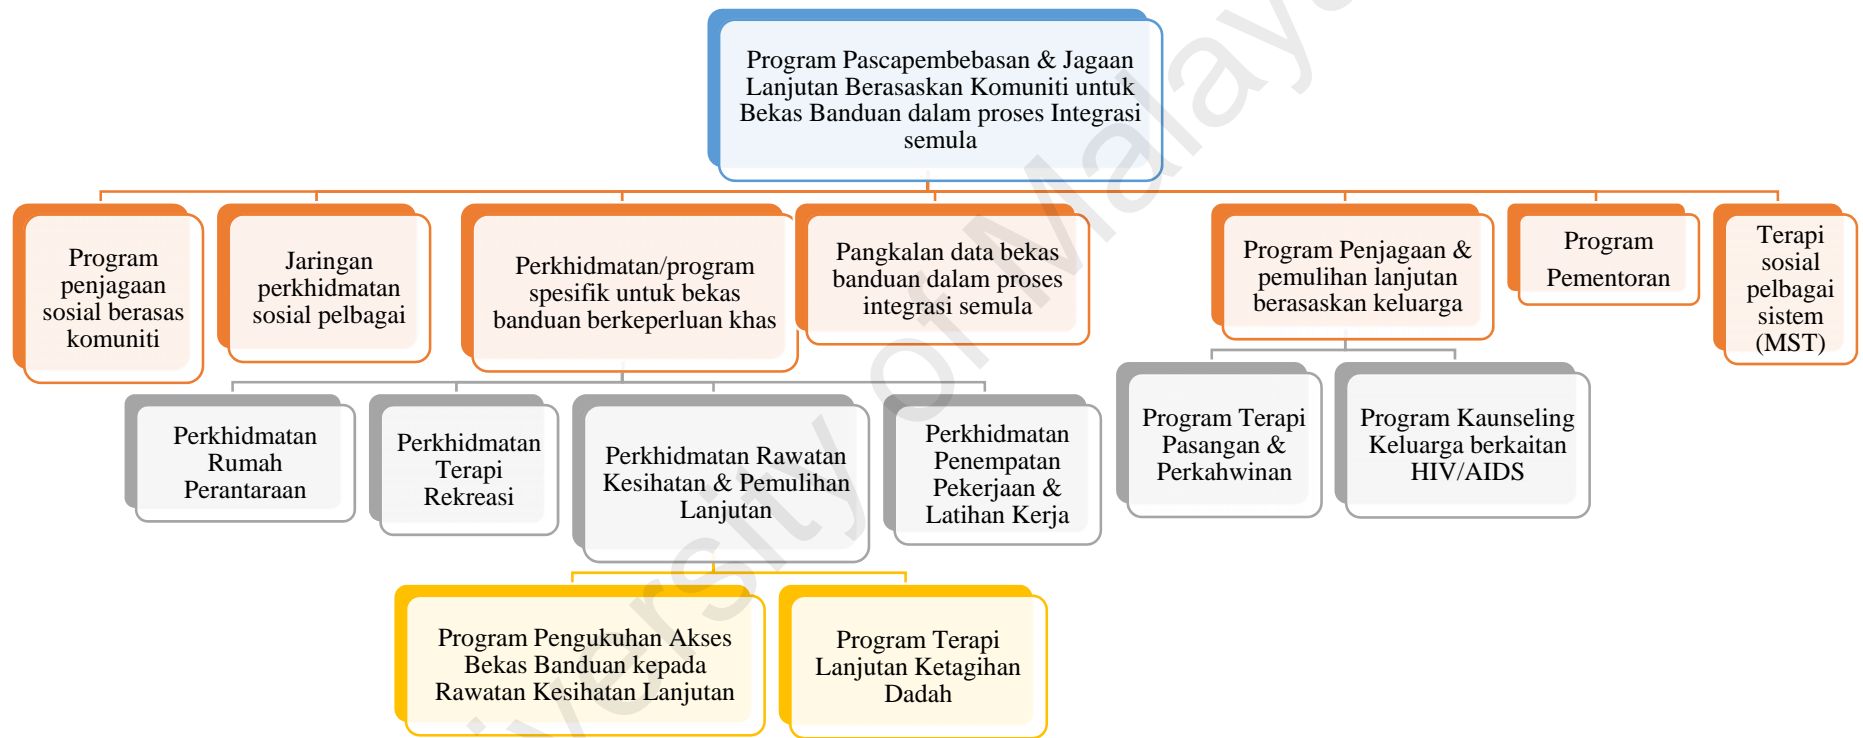 Program Pascapembebasan & Jagaan
Lanjutan Berasaskan Komuniti untuk
Bekas Banduan dalam proses Integrasi
semula
Program
penjagaan
sosial berasas
komuniti
Jaringan
perkhidmatan
sosial pelbagai
Perkhidmatan/program
spesifik untuk bekas
banduan berkeperluan khas
Pangkalan data bekas
banduan dalam proses
integrasi semula
Program Penjagaan &
pemulihan lanjutan
berasaskan keluarga
Program
Pementoran
Terapi
sosial
pelbagai
sistem
(MST)
Perkhidmatan
Rumah
Perantaraan
Perkhidmatan
Terapi
Rekreasi
Perkhidmatan Rawatan
Kesihatan & Pemulihan
Lanjutan
Perkhidmatan
Penempatan
Pekerjaan &
Latihan Kerja
Program Terapi
Pasangan &
Perkahwinan
Program Kaunseling
Keluarga berkaitan
HIV/AIDS
Program Pengukuhan Akses
Bekas Banduan kepada
Rawatan Kesihatan Lanjutan
Program Terapi
Lanjutan Ketagihan
Dadah
versity of Malay